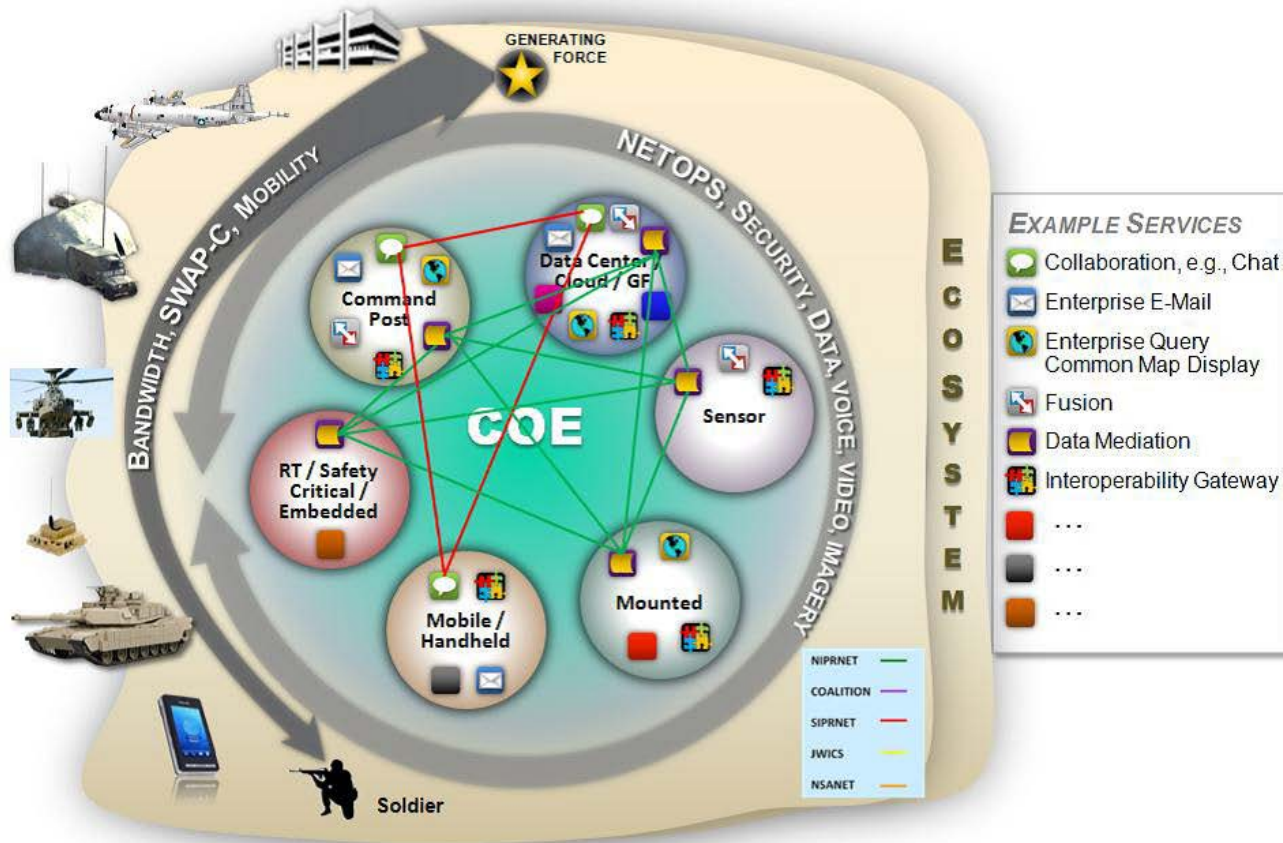 GENERATING
FORCE
BANDWIDTH, SWAP-C, MOBILITY
NETOPS, SECURITY, DATA, VOICE, VIDEO, IMAGERY
Command
Post
Data Center /
Cloud / GF
Sensor
COE
RT / Safety
Critical /
Embedded
Mobile /
Handheld
Mounted
Soldier
ECOSYSTEM
EXAMPLE SERVICES
Collaboration, e.g., Chat
Enterprise E-Mail
Enterprise Query
Common Map Display
Fusion
Data Mediation
Interoperability Gateway
...
...
...
NIPRNET
COALITION
SIPRNET
JWICS
NSANET